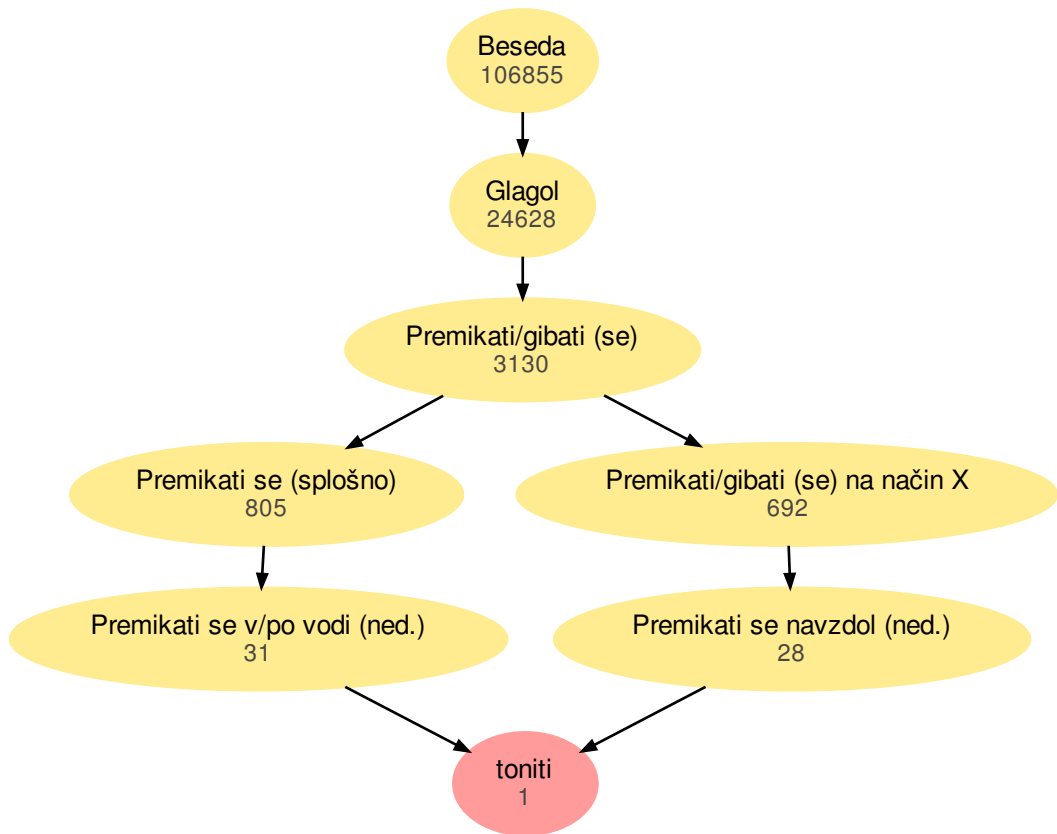 Beseda
106855
Glagol
24628
Premikati/gibati (se)
3130
Premikati se (splošno)
805
Premikati/gibati (se) na način X
692
Premikati se v/po vodi (ned.)
31
Premikati se navzdol (ned.)
28
toniti
1